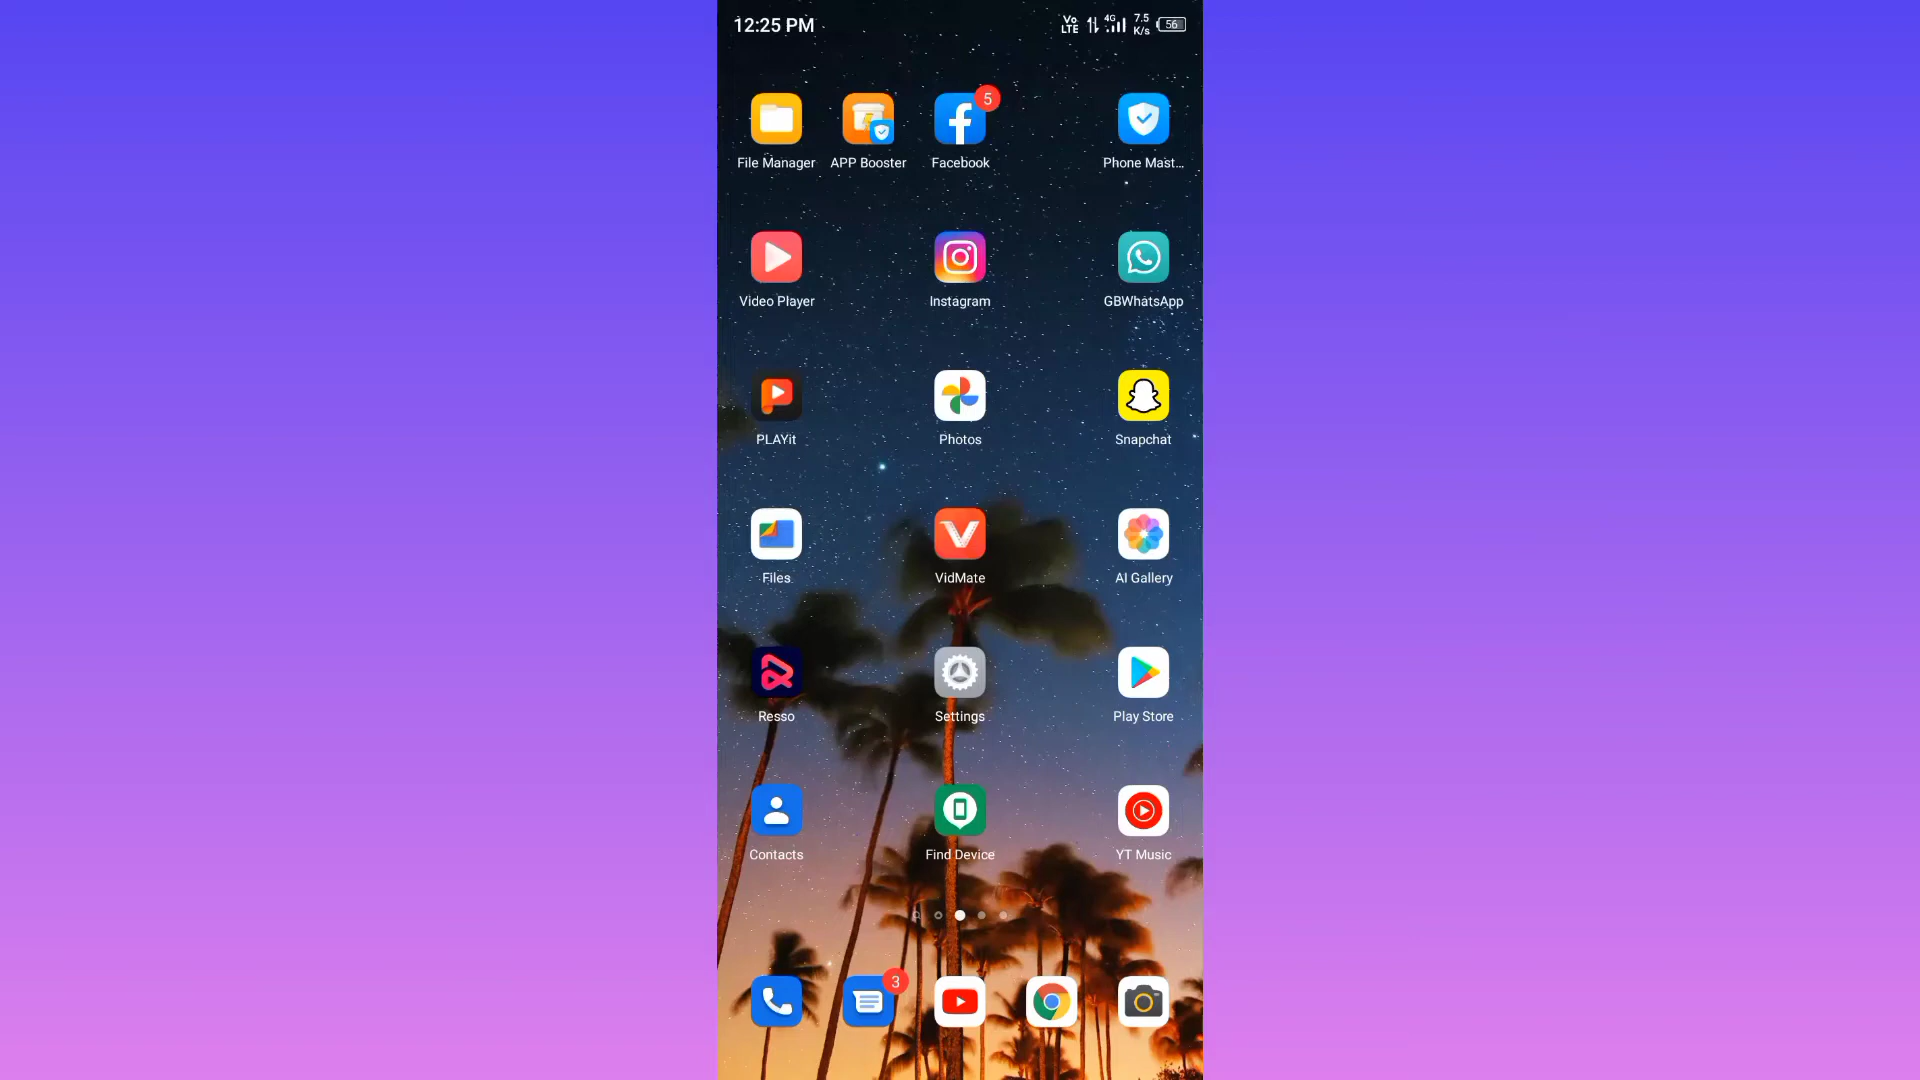 12:25 PM
Vo LTE 4G 7.5 K/s 56
5
File Manager APP Booster Facebook Phone Mast...
Video Player Instagram GBWhatsApp
PLAYit Photos Snapchat
Files VidMate AI Gallery
Resso Settings Play Store
Contacts Find Device YT Music
3